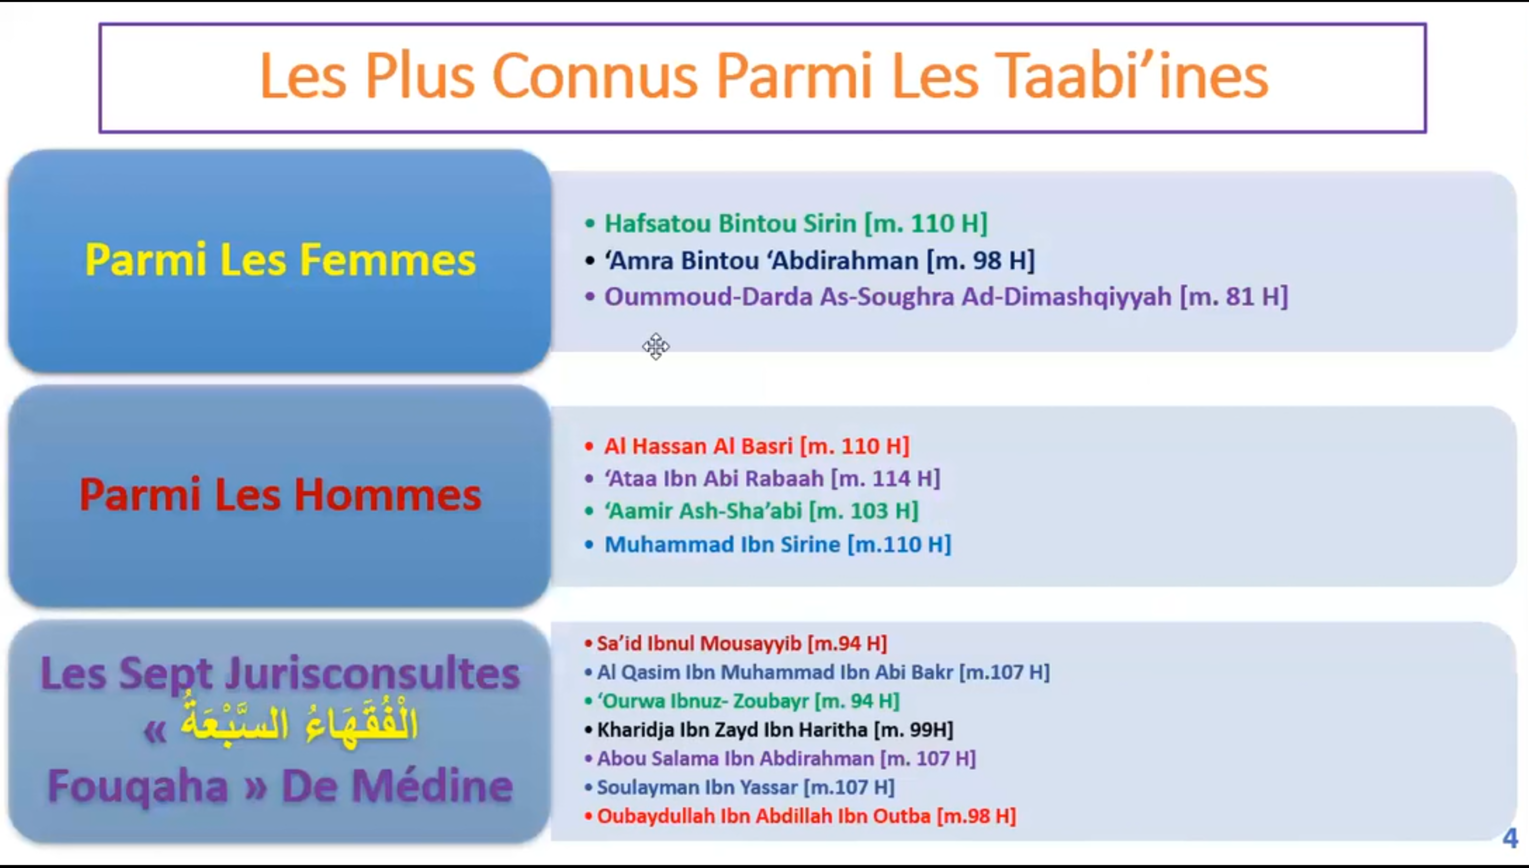 Les Plus Connus Parmi Les Taabi’ines
Parmi Les Femmes
• Hafsatou Bintou Sirin [m. 110 H]
• ‘Amra Bintou ‘Abdirahman [m. 98 H]
• Oummoud-Darda As-Soughra Ad-Dimashqiyyah [m. 81 H]
Parmi Les Hommes
• Al Hassan Al Basri [m. 110 H]
• ‘Ataa Ibn Abi Rabaah [m. 114 H]
• ‘Aamir Ash-Sha’abi [m. 103 H]
• Muhammad Ibn Sirine [m.110 H]
Les Sept Jurisconsultes
« الْفُقَهَاءُ السَّبْعَةُ
Fouqaha » De Médine
• Sa’id Ibnul Mousayyib [m.94 H]
• Al Qasim Ibn Muhammad Ibn Abi Bakr [m.107 H]
• ‘Ourwa Ibnuz- Zoubayr [m. 94 H]
• Kharidja Ibn Zayd Ibn Haritha [m. 99H]
• Abou Salama Ibn Abdirahman [m. 107 H]
• Soulayman Ibn Yassar [m.107 H]
• Oubaydullah Ibn Abdillah Ibn Outba [m.98 H]
4